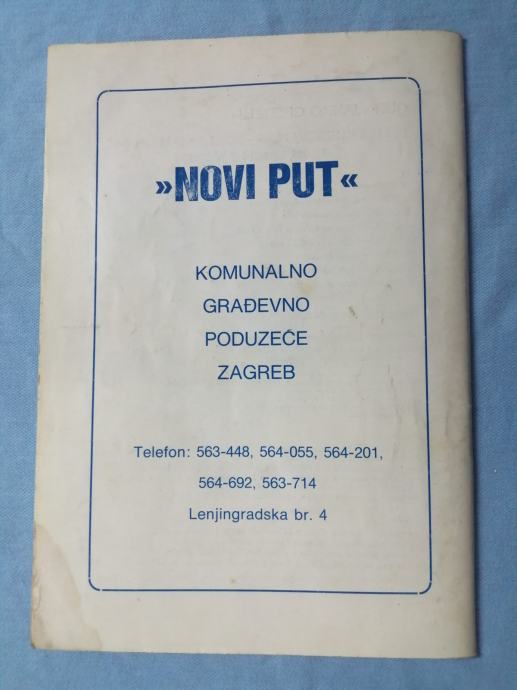 »NOVI PUT«
KOMUNALNO
GRAĐEVNO
PODUZEĆE
ZAGREB
Telefon: 563-448, 564-055, 564-201,
564-692, 563-714
Lenjingradska br. 4